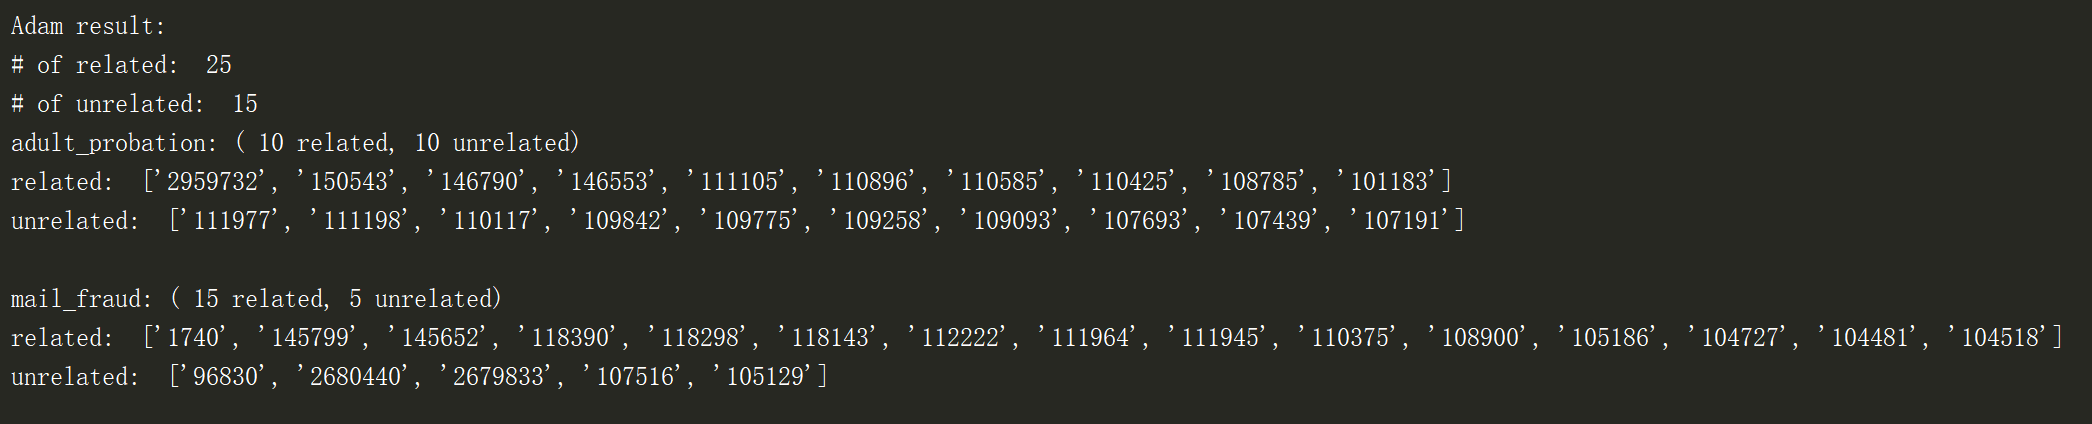 Adam result:
# of related:  25
# of unrelated:  15
adult_probation: ( 10 related, 10 unrelated)
related:  ['2959732', '150543', '146790', '146553', '111105', '110896', '110585', '110425', '108785', '101183']
unrelated:  ['111977', '111198', '110117', '109842', '109775', '109258', '109093', '107693', '107439', '107191']
mail_fraud: ( 15 related, 5 unrelated)
related:  ['1740', '145799', '145652', '118390', '118298', '118143', '112222', '111964', '111945', '110375', '108900', '105186', '104727', '104481', '104518']
unrelated:  ['96830', '2680440', '2679833', '107516', '105129']